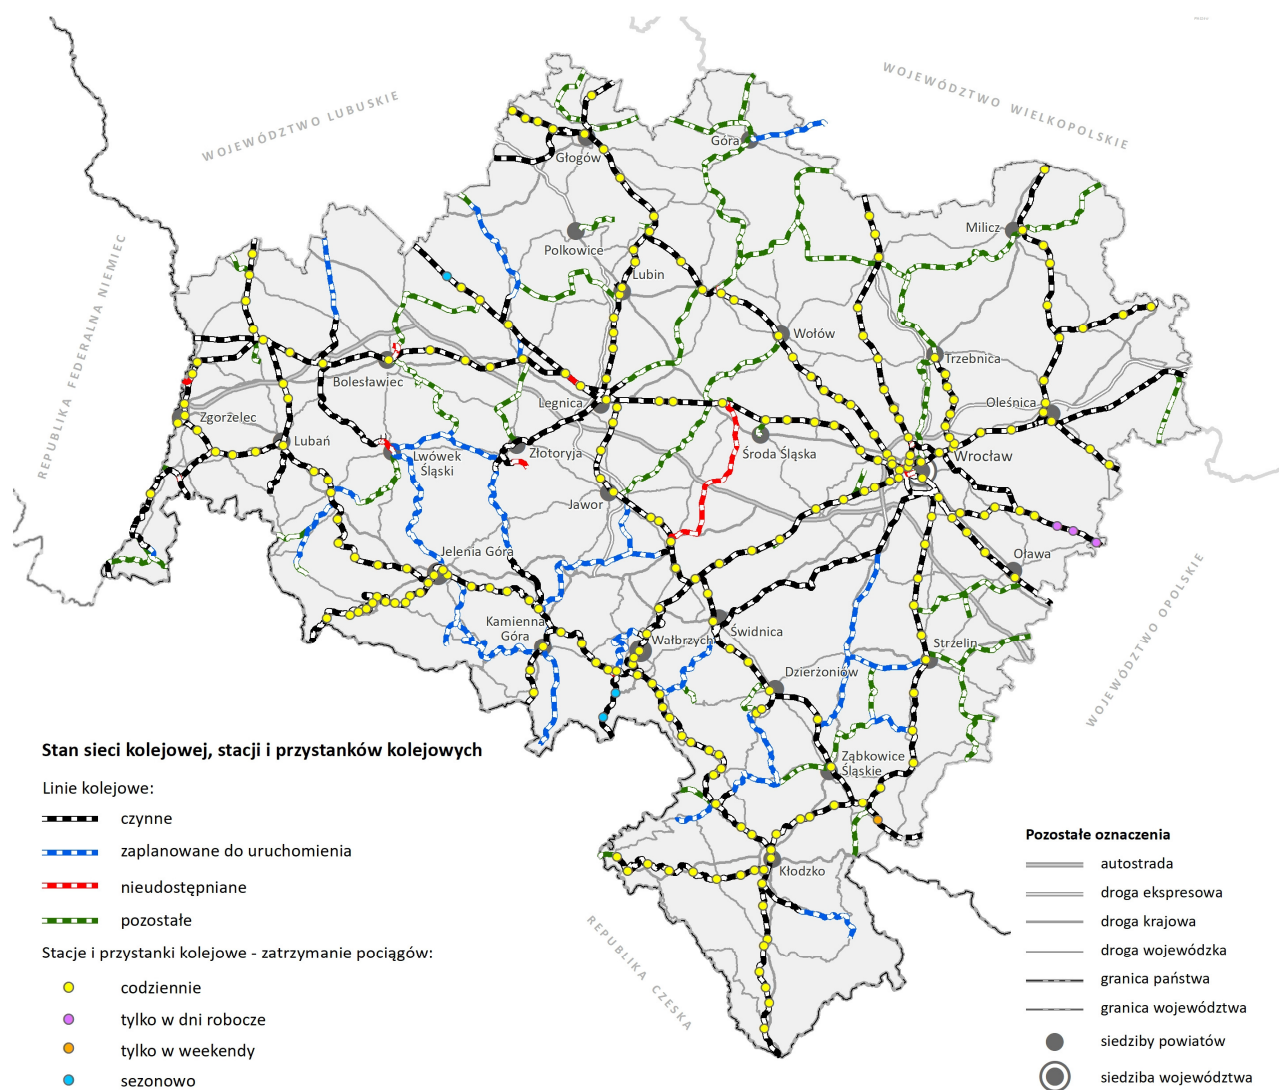 WOJEWÓDZTWO LUBUSKIE
WOJEWÓDZTWO WIELKOPOLSKIE
REPUBLIKA FEDERALNA NIEMIEC
WOJEWÓDZTWO OPOLSKIE
REPUBLIKA CZESKA
Głogów
Góra
Polkowice
Milicz
Lubin
Wołów
Trzebnica
Bolesławiec
Legnica
Oleśnica
Zgorzelec
Lubań
Lwówek
Śląski
Złotoryja
Środa Śląska
Wrocław
Jawor
Jelenia Góra
Oława
Kamienna
Góra
Wałbrzych
Świdnica
Strzelin
Dzierżoniów
Ząbkowice
Śląskie
Kłodzko
Stan sieci kolejowej, stacji i przystanków kolejowych
Linie kolejowe:
czynne
zaplanowane do uruchomienia
nieudostępniane
pozostałe
Stacje i przystanki kolejowe - zatrzymanie pociągów:
codziennie
tylko w dni robocze
tylko w weekendy
sezonowo
Pozostałe oznaczenia
autostrada
droga ekspresowa
droga krajowa
droga wojewódzka
granica państwa
granica województwa
siedziby powiatów
siedziba województwa